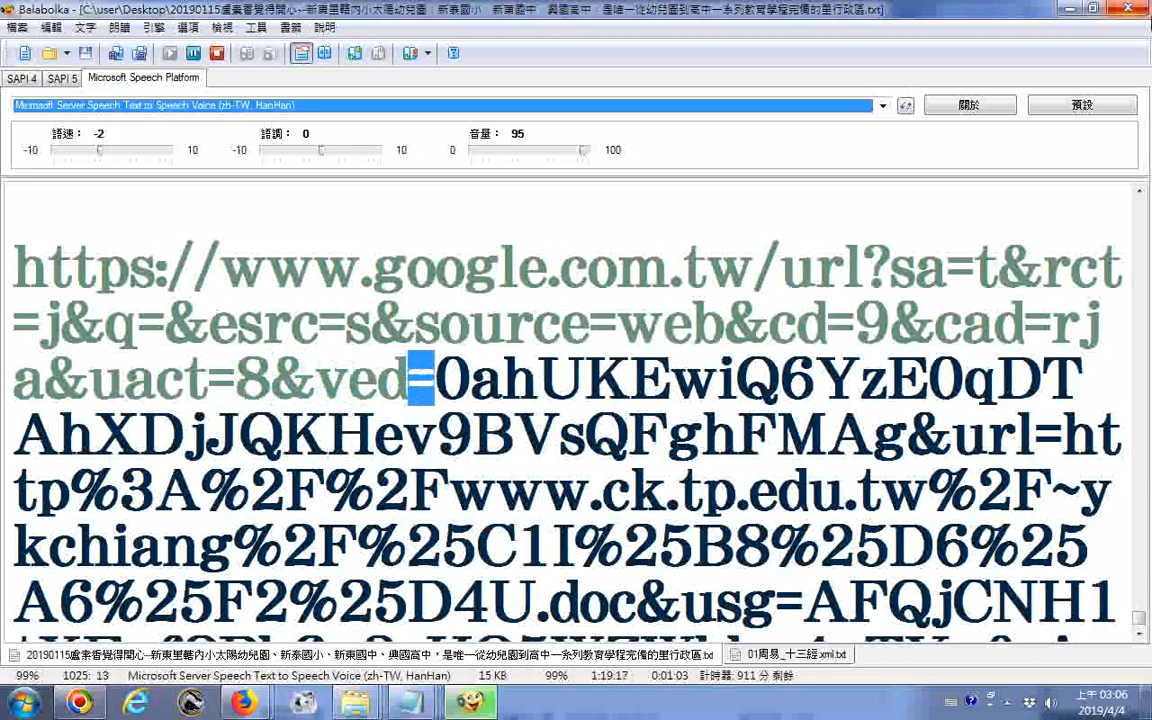 Balabolka - [C:\user\Desktop\20190115盧素香覺得開心--新東里轄內小太陽幼兒園、新泰國小、新東國中、興國高中，是唯一從幼兒園到高中一系列教育學程完備的里行政區.txt]
檔案 編輯 文字 朗讀 引擎 選項 檢視 工具 書籤 說明
SAPI 4 SAPI 5 Microsoft Speech Platform
Microsoft Server Speech Text to Speech Voice (zh-TW, HanHan) 關於 預設
語速： -2 語調： 0 音量： 95
-10 10 -10 10 0 100
https://www.google.com.tw/url?sa=t&rct
=j&q=&esrc=s&source=web&cd=9&cad=rj
a&uact=8&ved=0ahUKEwiQ6YzE0qDT
AhXDjJQKHev9BVsQFghFMAg&url=ht
tp%3A%2F%2Fwww.ck.tp.edu.tw%2F~y
kchiang%2F%25C1I%25B8%25D6%25
A6%25F2%25D4U.doc&usg=AFQjCNH1
20190115盧素香覺得開心--新東里轄內小太陽幼兒園、新泰國小、新東國中、興國高中，是唯一從幼兒園到高中一系列教育學程完備的里行政區.txt 01周易_十三經.xml.txt
99% 1025: 13 Microsoft Server Speech Text to Speech Voice (zh-TW, HanHan) 15 KB 99% 1:19:17 0:01:03 計時器: 911 分 剩餘
上午 03:06
2019/4/4